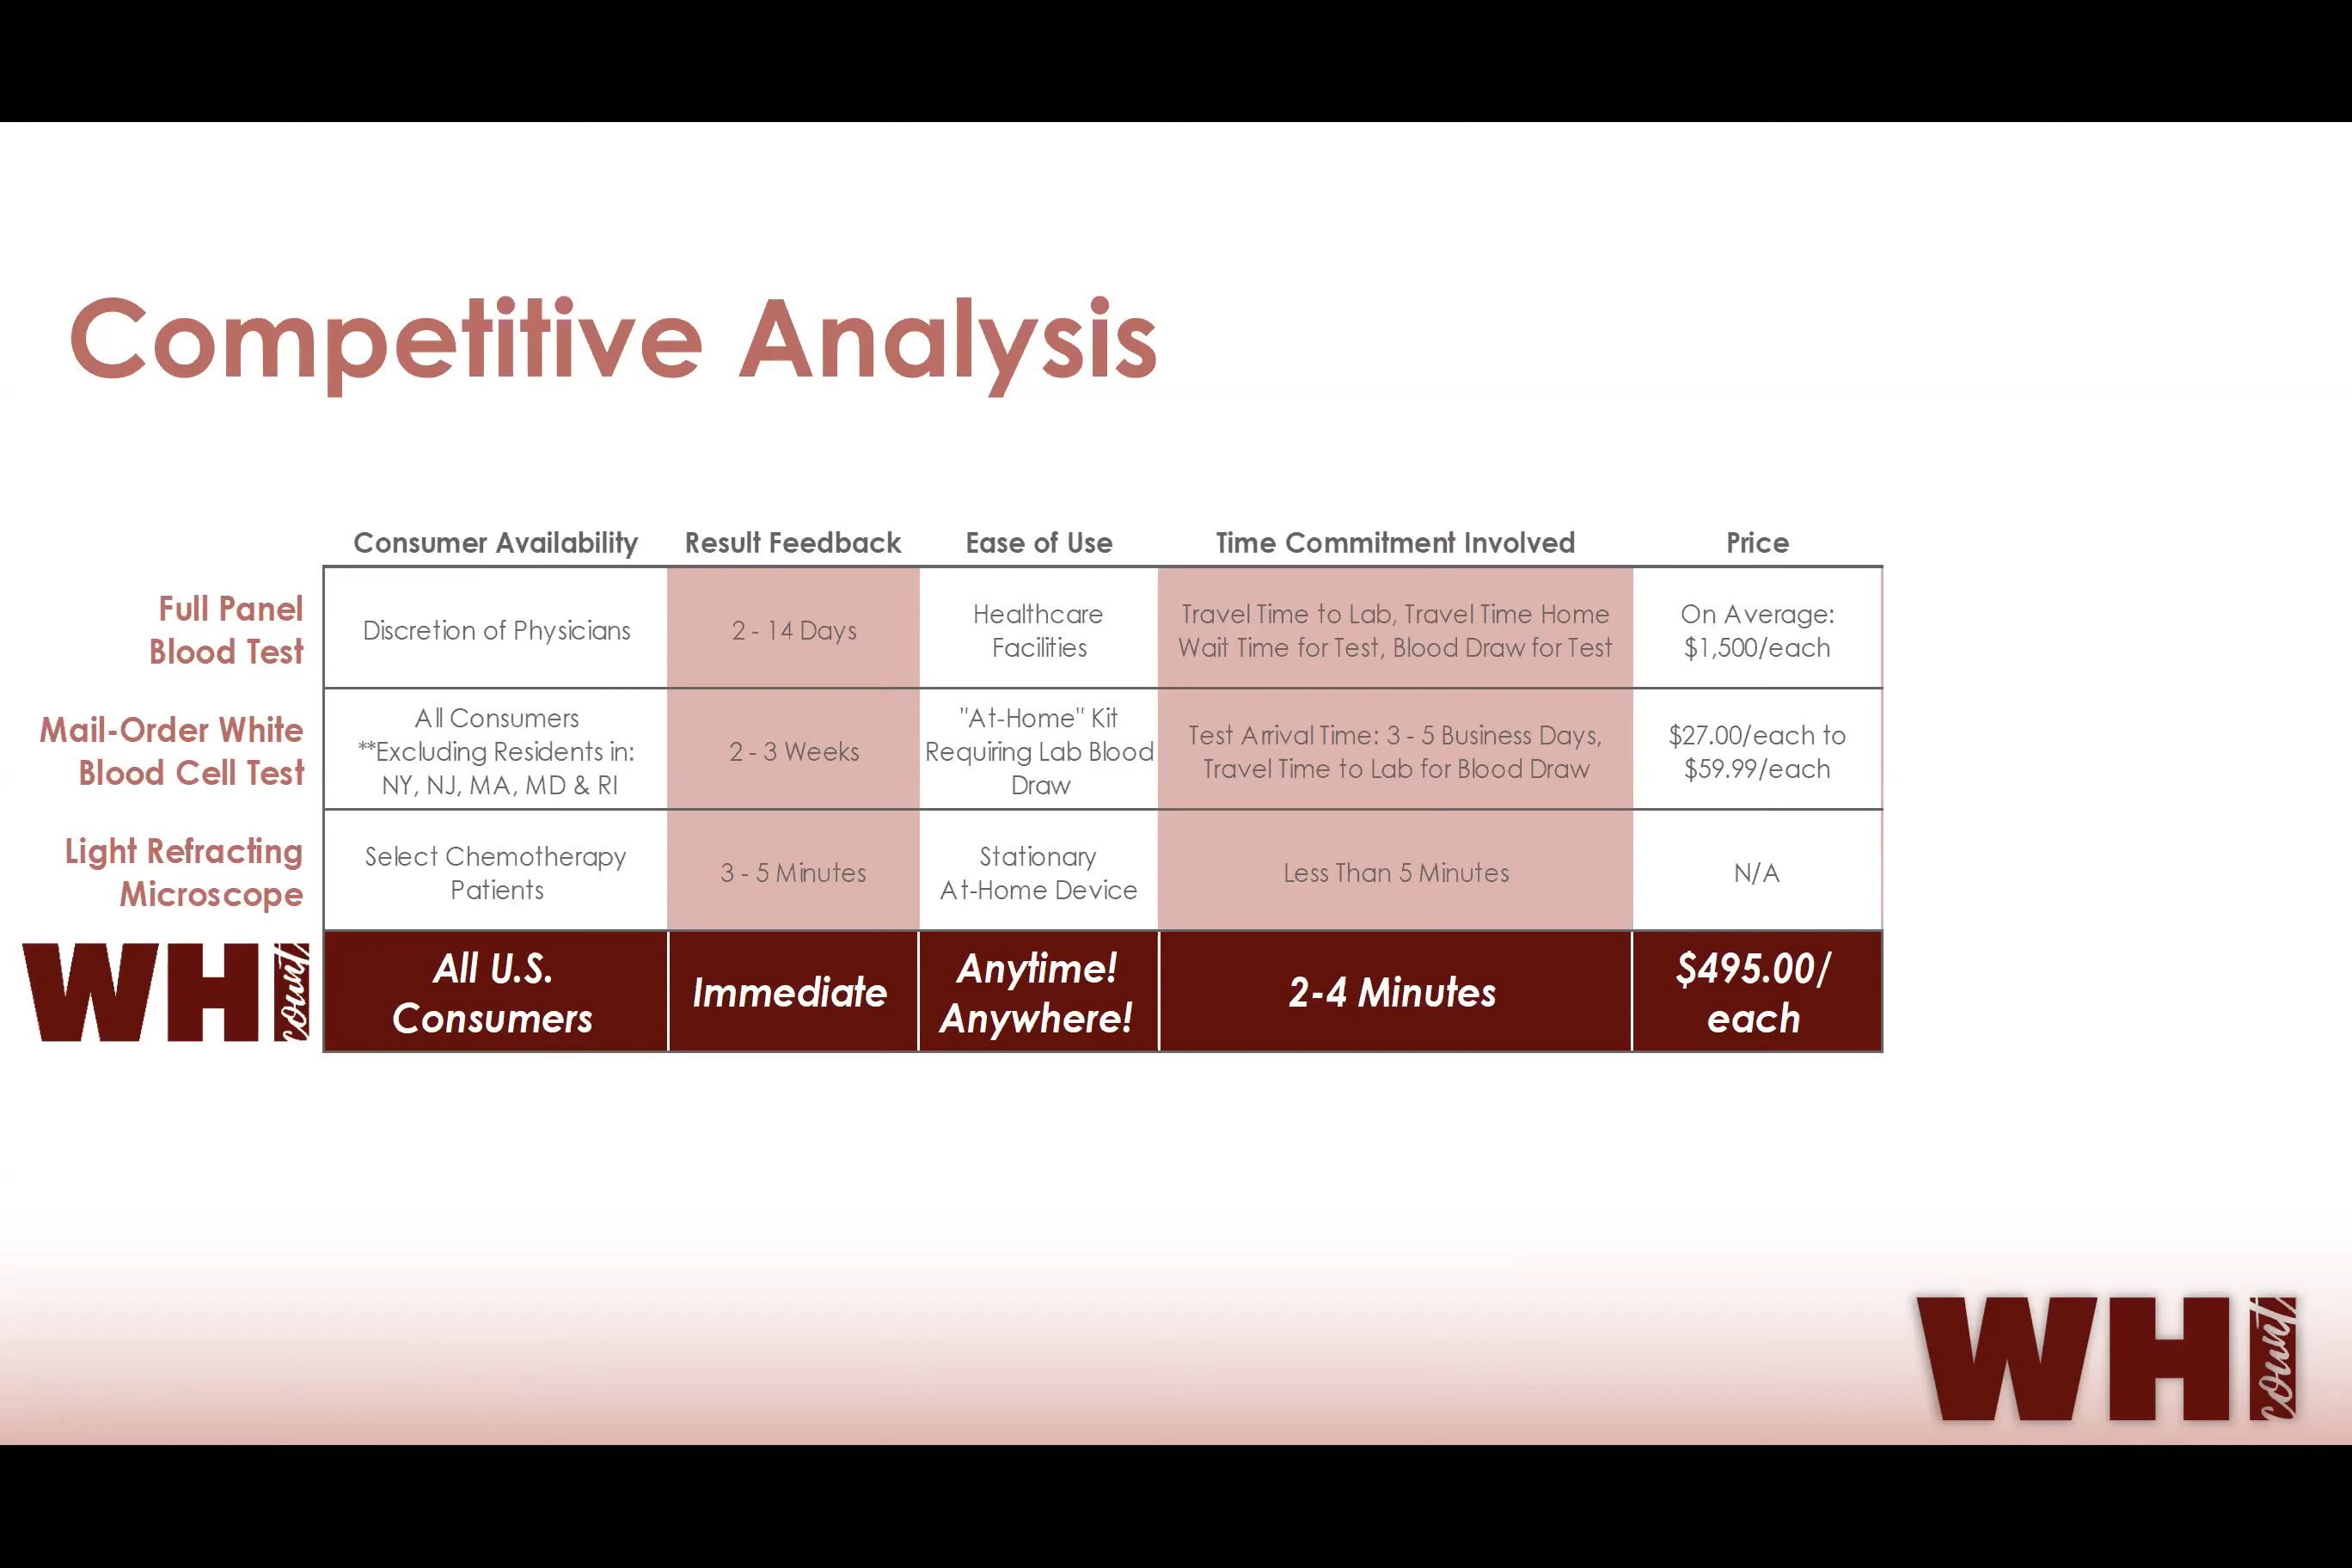 Competitive Analysis
Consumer Availability Result Feedback Ease of Use Time Commitment Involved Price
Full Panel
Blood Test
Discretion of Physicians
2 - 14 Days
Healthcare
Facilities
Travel Time to Lab, Travel Time Home
Wait Time for Test, Blood Draw for Test
On Average:
$1,500/each
Mail-Order White
Blood Cell Test
All Consumers
**Excluding Residents in:
NY, NJ, MA, MD & RI
2 - 3 Weeks
"At-Home" Kit
Requiring Lab Blood
Draw
Test Arrival Time: 3 - 5 Business Days,
Travel Time to Lab for Blood Draw
$27.00/each to
$59.99/each
Light Refracting
Microscope
Select Chemotherapy
Patients
3 - 5 Minutes
Stationary
At-Home Device
Less Than 5 Minutes
N/A
WH count
All U.S.
Consumers
Immediate
Anytime!
Anywhere!
2-4 Minutes
$495.00/
each
WH count